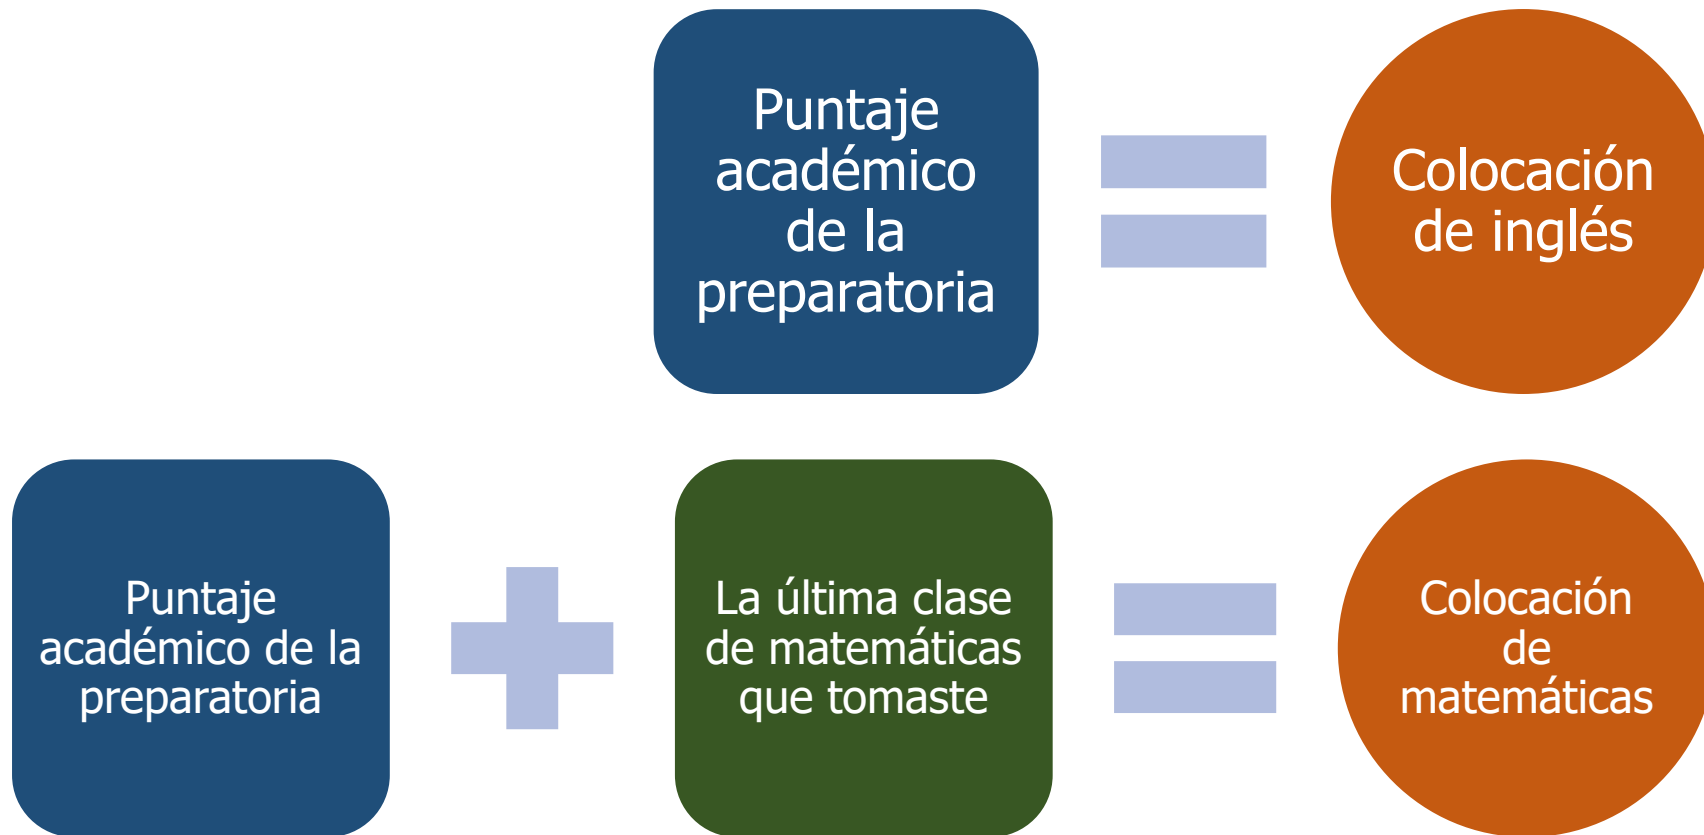 Puntaje
académico
de la
preparatoria
Colocación
de inglés
Puntaje
académico de la
preparatoria
La última clase
de matemáticas
que tomaste
Colocación
de
matemáticas